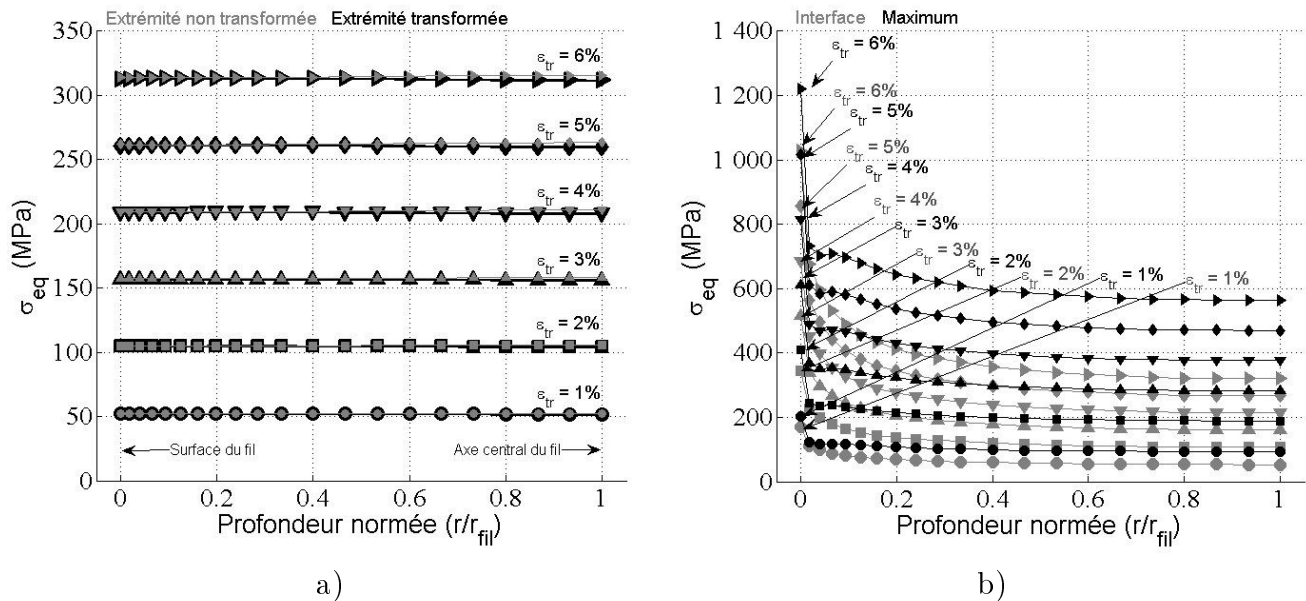 Extrémité non transformée Extrémité transformée
350
300
250
200
150
100
50
0
σeq (MPa)
εtr = 6%
εtr = 5%
εtr = 4%
εtr = 3%
εtr = 2%
εtr = 1%
Surface du fil
Axe central du fil
0 0.2 0.4 0.6 0.8 1
Profondeur normée (r/rfil)
a)
Interface Maximum
1 400
1 200
1 000
800
600
400
200
0
σeq (MPa)
εtr = 6%
εtr = 6%
εtr = 5%
εtr = 5%
εtr = 4%
εtr = 4%
εtr = 3%
εtr = 3%
εtr = 2%
εtr = 2%
εtr = 1%
εtr = 1%
0 0.2 0.4 0.6 0.8 1
Profondeur normée (r/rfil)
b)